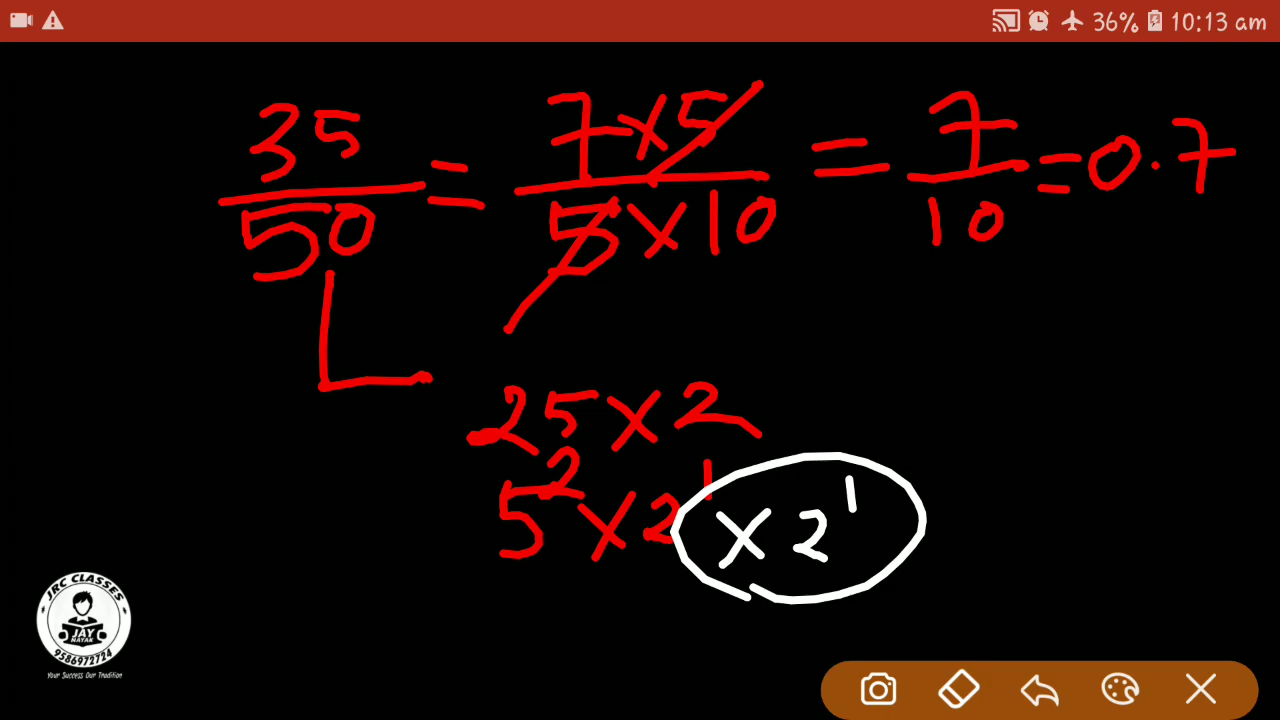 36% 10:13 am
35/50 = 7×5/5×10 = 7/10 = 0.7
25×2
5²×2¹×2¹
JRC CLASSES
JAY
NAYAK
9586972724
Your Success Our Tradition